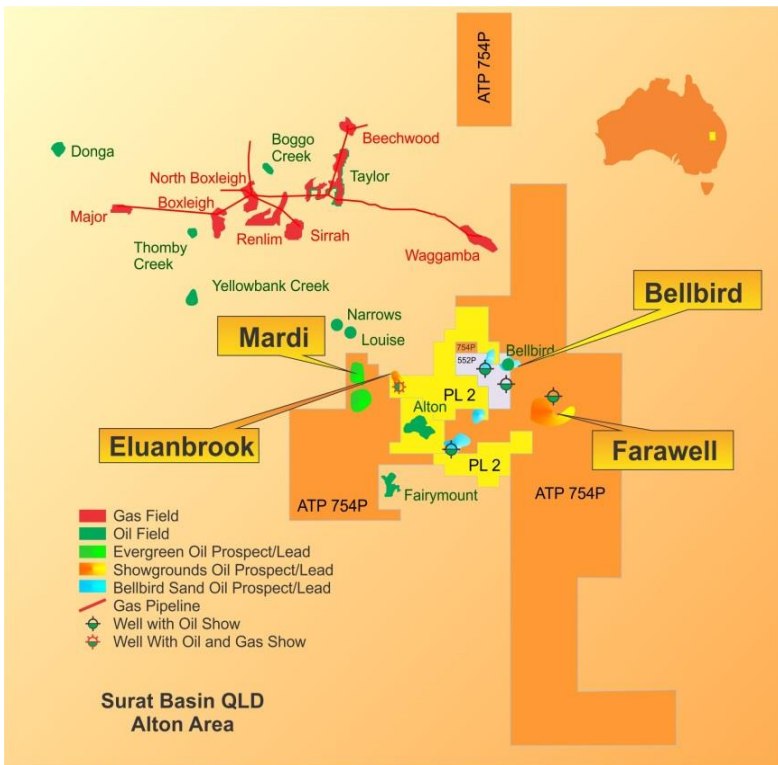 ATP 754P
Donga
Boggo
Creek
Beechwood
North Boxleigh
Taylor
Boxleigh
Major
Renlim
Sirrah
Thomby
Creek
Waggamba
Yellowbank Creek
Bellbird
Narrows
Louise
Mardi
754P
552P
Bellbird
PL 2
Alton
Eluanbrook
Farawell
PL 2
ATP 754P
Fairymount
ATP 754P
Gas Field
Oil Field
Evergreen Oil Prospect/Lead
Showgrounds Oil Prospect/Lead
Bellbird Sand Oil Prospect/Lead
Gas Pipeline
Well with Oil Show
Well With Oil and Gas Show
Surat Basin QLD
Alton Area